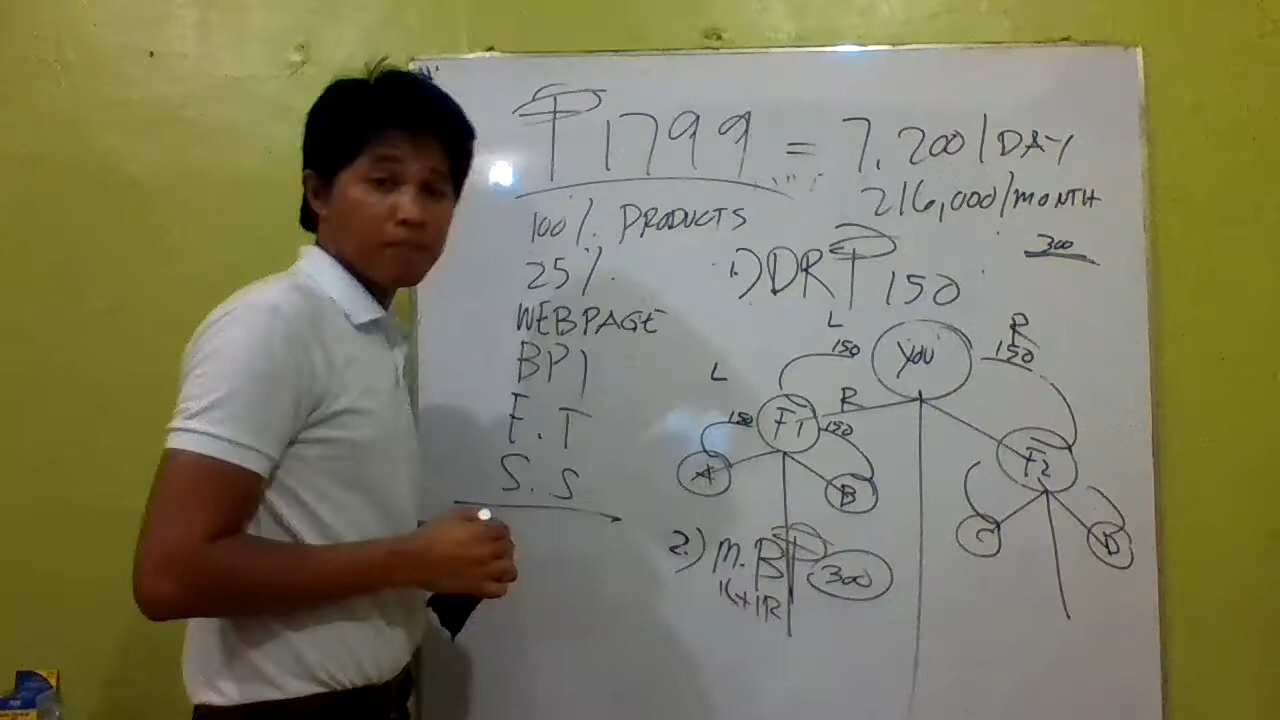 ₱1799 = 7,200/DAY
216,000/MONTH
300
100% PRODUCTS
25%
WEBPAGE
BPI
F.T
S.S
1.) DR ₱150
L
150
YOU
R
150
L
150
F1
R
150
A
B
F2
C
D
2.) M.B ₱300
1L+1R